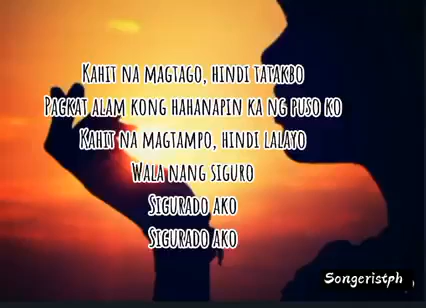 Kahit na magtago, hindi tatakbo
Pagkat alam kong hahanapin ka ng puso ko
Kahit na magtampo, hindi lalayo
Wala nang siguro
Sigurado ako
Sigurado ako
Songeristph